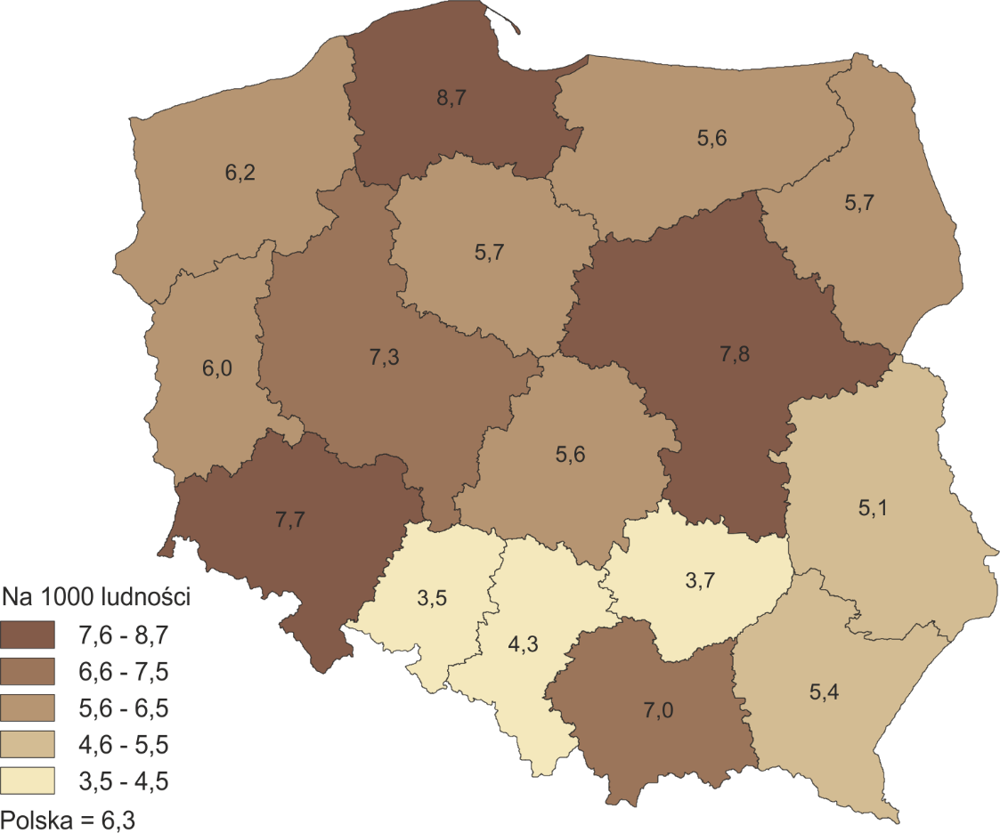 8,7
5,6
6,2
5,7
5,7
7,3
7,8
6,0
5,6
5,1
7,7
3,7
3,5
4,3
5,4
7,0
Na 1000 ludności
7,6 - 8,7
6,6 - 7,5
5,6 - 6,5
4,6 - 5,5
3,5 - 4,5
Polska = 6,3